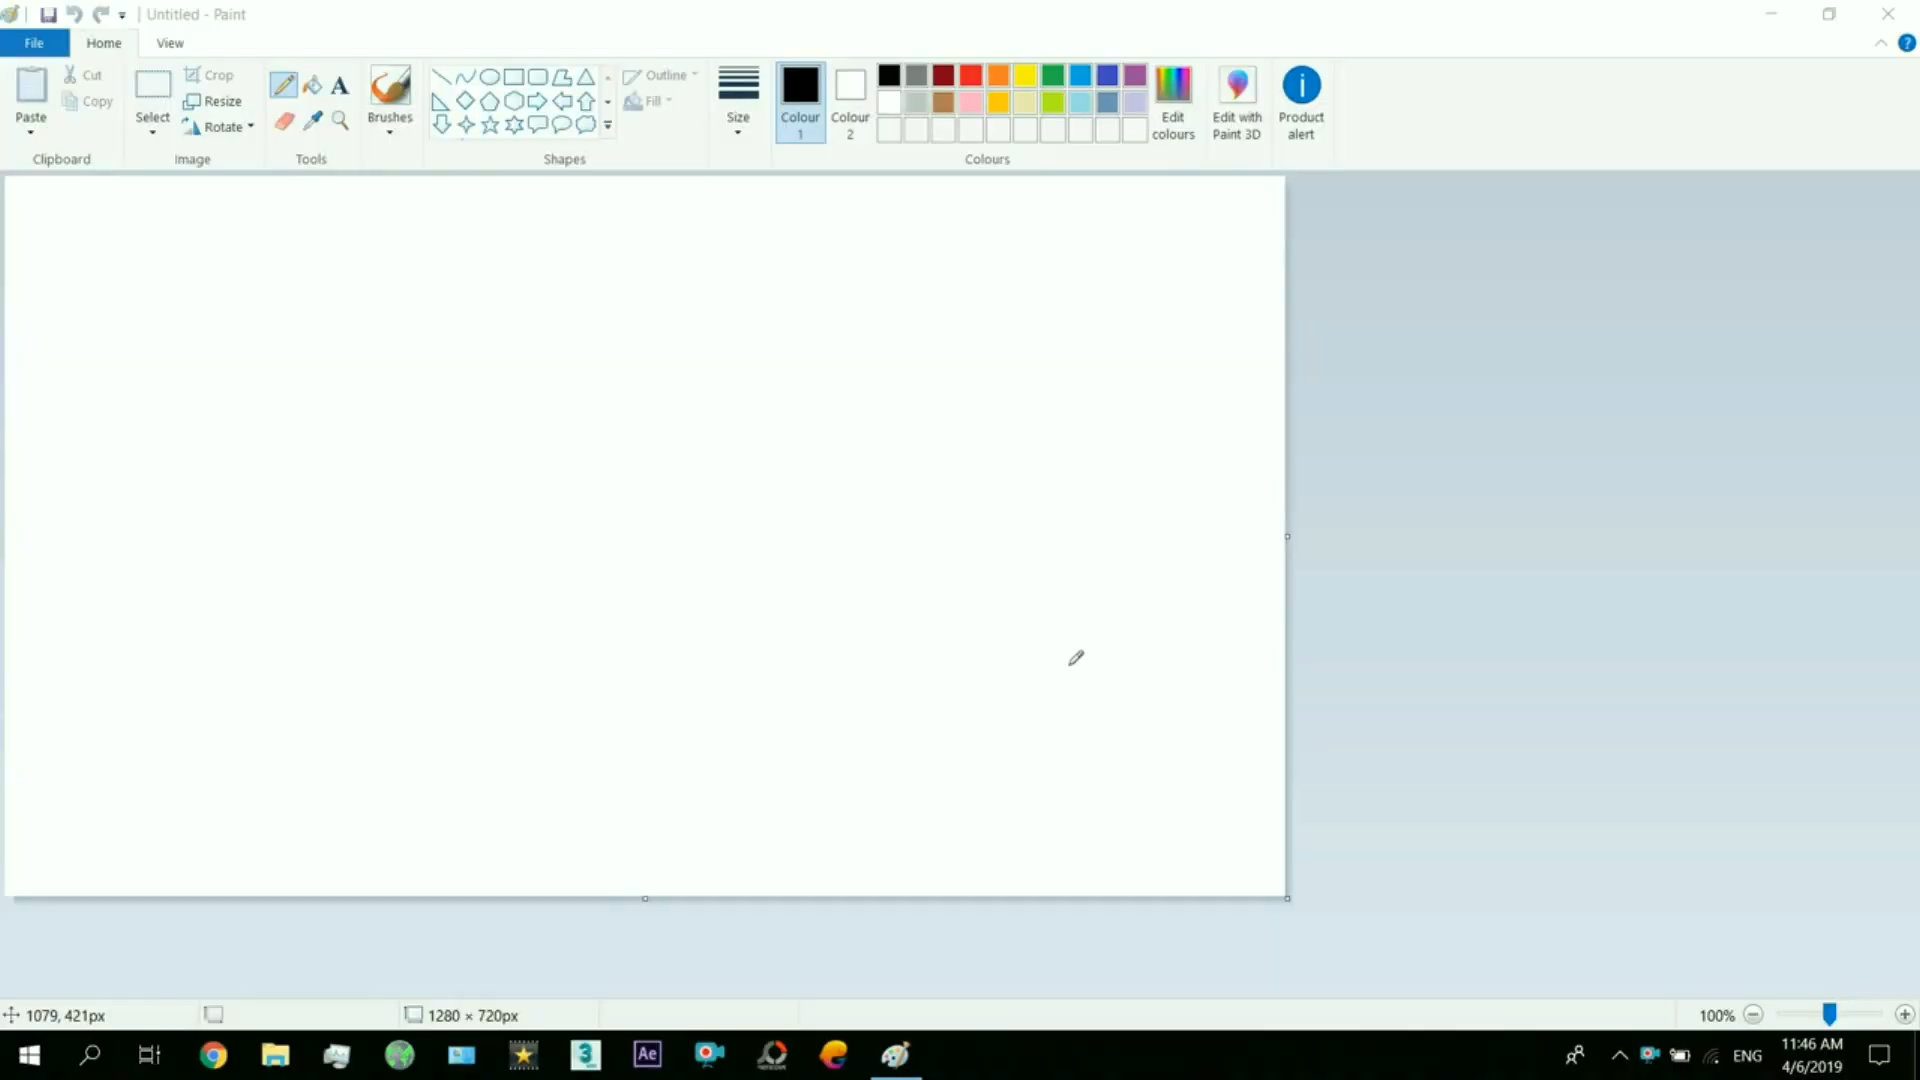 Untitled - Paint
File Home View
Paste
Cut
Copy
Clipboard
Select
Crop
Resize
Rotate
Image
A
Tools
Brushes
Shapes
Outline
Fill
Size
Colour 1
Colour 2
Colours
Edit colours
Edit with Paint 3D
Product alert
1079, 421px
1280 × 720px
100%
3
Ae
ENG
11:46 AM
4/6/2019